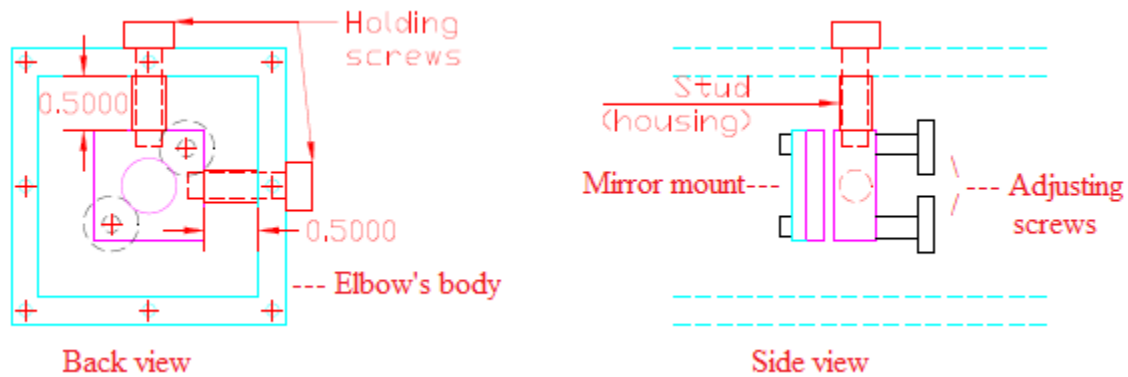 Holding
screws
0.5000
0.5000
Elbow's body
Back view
Stud
(housing)
Mirror mount
Adjusting
screws
Side view